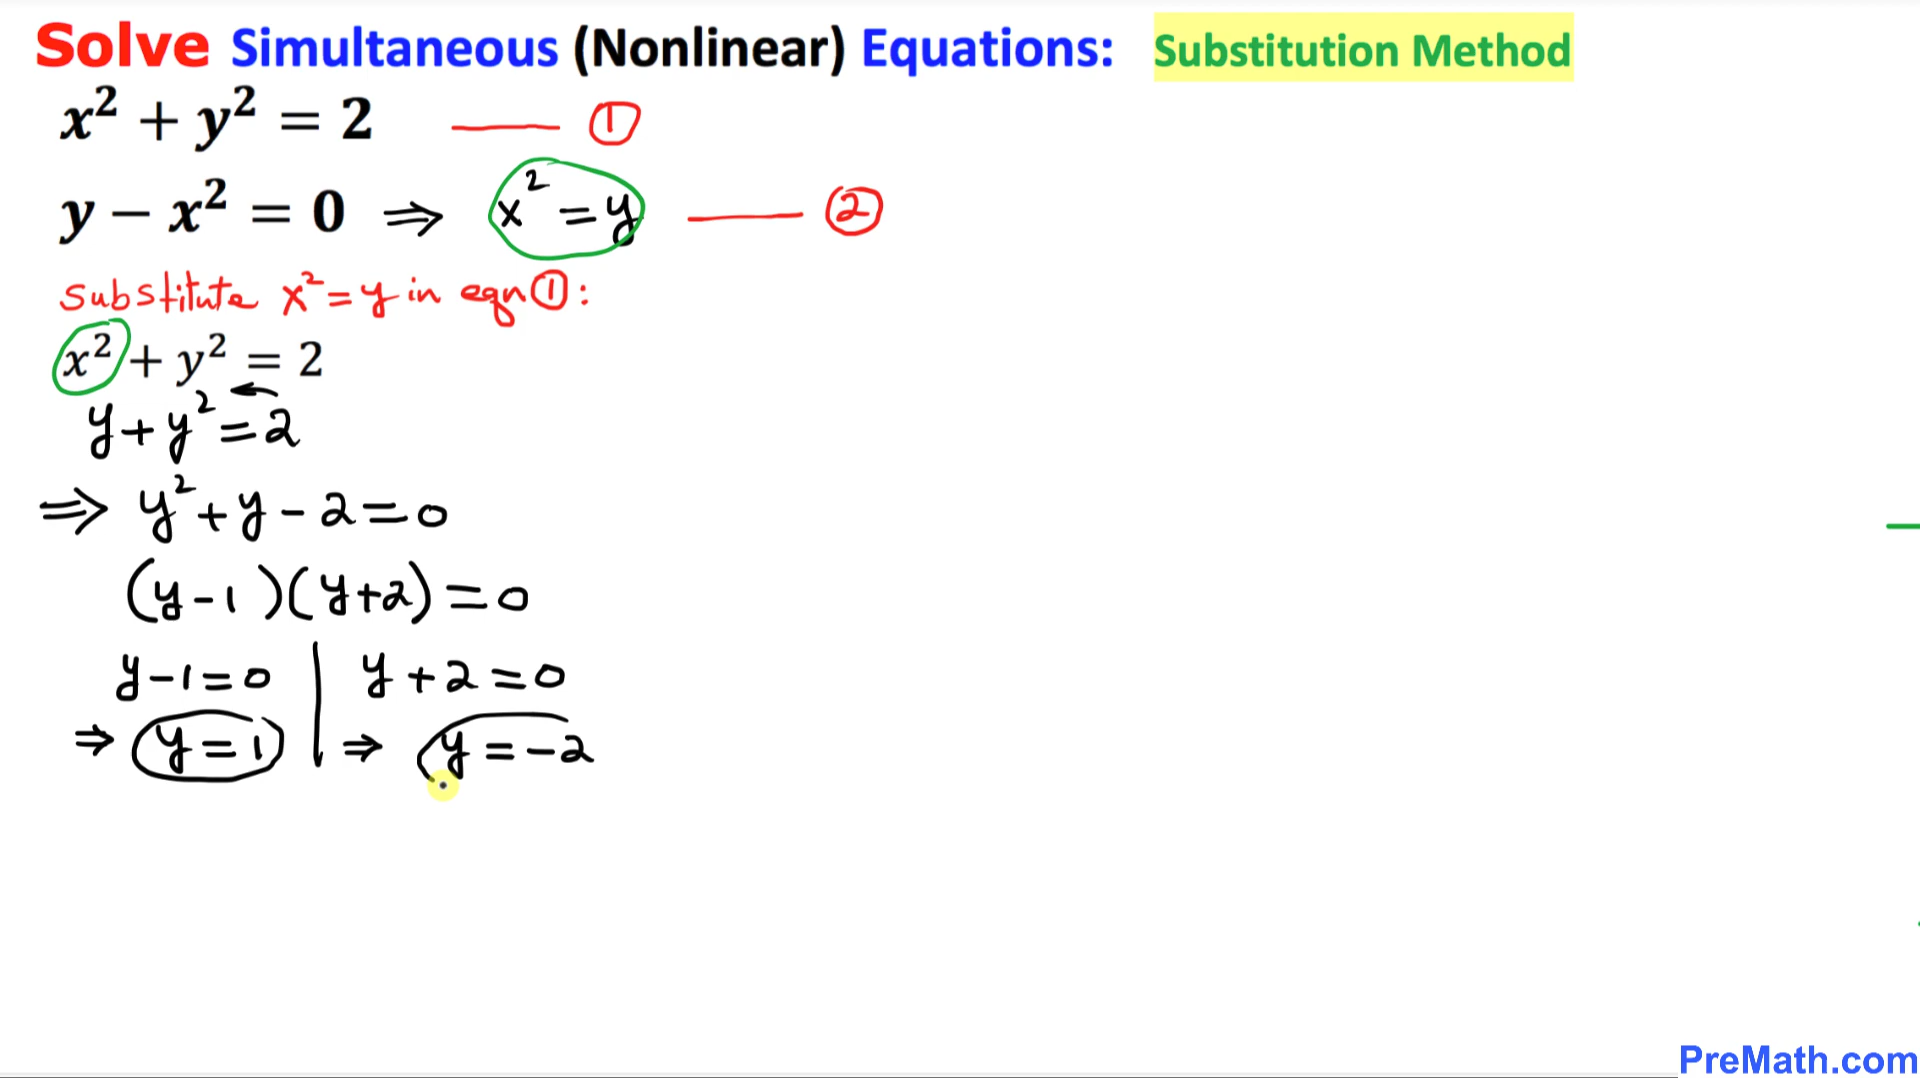 Solve Simultaneous (Nonlinear) Equations: Substitution Method
x² + y² = 2 —— ①
y − x² = 0 ⇒ x² = y —— ②
Substitute x² = y in eqn ①:
x² + y² = 2
y + y² = 2
⇒ y² + y − 2 = 0
(y − 1)(y + 2) = 0
y − 1 = 0 | y + 2 = 0
⇒ y = 1 | ⇒ y = −2
PreMath.com